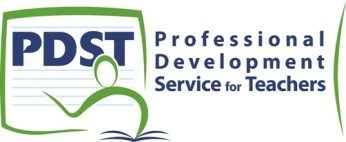 PDST
Professional
Development
Service for Teachers